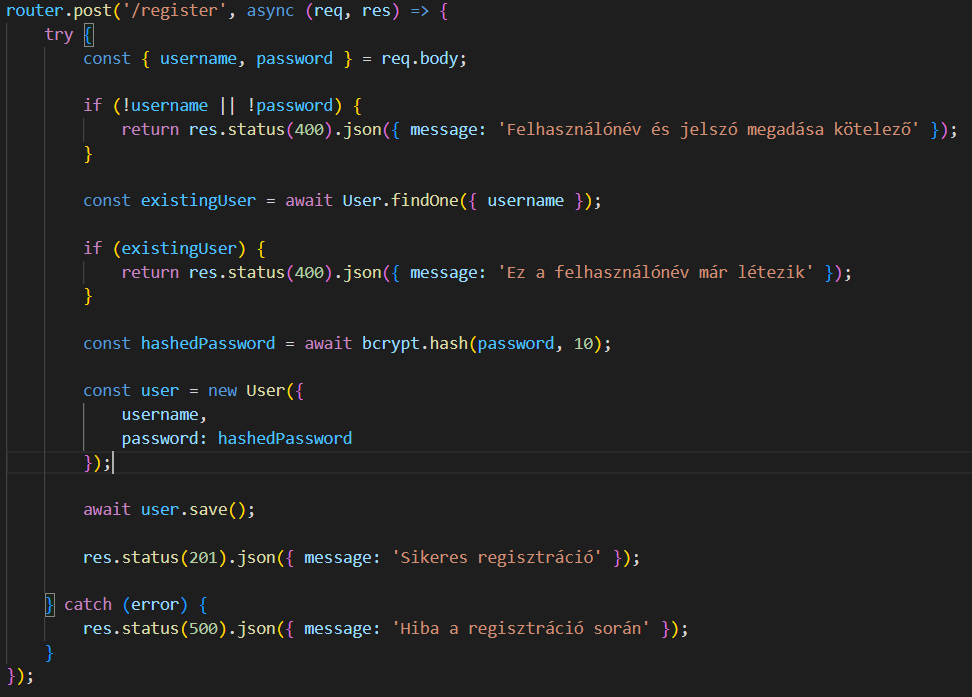 router.post('/register', async (req, res) => {
    try {
        const { username, password } = req.body;

        if (!username || !password) {
            return res.status(400).json({ message: 'Felhasználónév és jelszó megadása kötelező' });
        }

        const existingUser = await User.findOne({ username });

        if (existingUser) {
            return res.status(400).json({ message: 'Ez a felhasználónév már létezik' });
        }

        const hashedPassword = await bcrypt.hash(password, 10);

        const user = new User({
            username,
            password: hashedPassword
        });

        await user.save();

        res.status(201).json({ message: 'Sikeres regisztráció' });

    } catch (error) {
        res.status(500).json({ message: 'Hiba a regisztráció során' });
    }
});